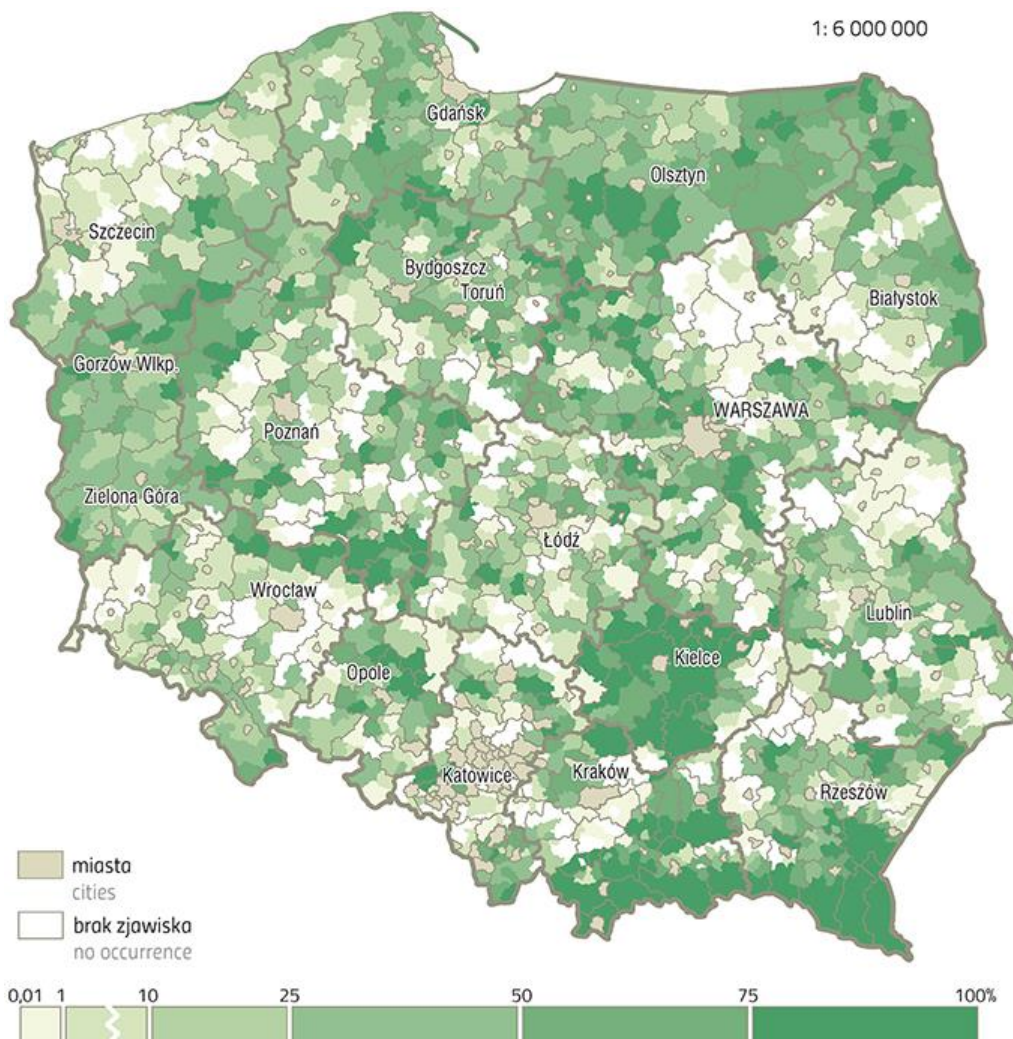 1: 6 000 000
Gdańsk
Olsztyn
Szczecin
Bydgoszcz
Toruń
Białystok
Gorzów Wlkp.
WARSZAWA
Poznań
Zielona Góra
Łódź
Wrocław
Lublin
Kielce
Opole
Katowice
Kraków
Rzeszów
miasta
cities
brak zjawiska
no occurrence
0,01 1 10 25 50 75 100%